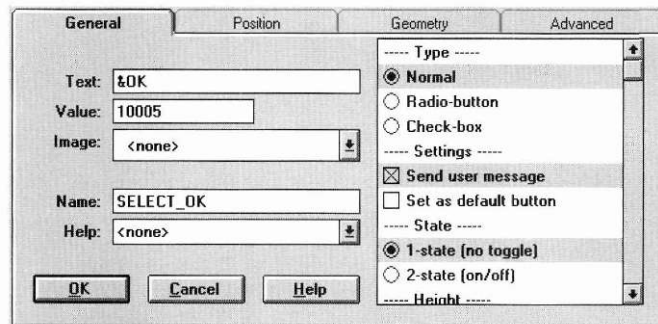 General Position Geometry Advanced
Text: &OK
Value: 10005
Image: <none>
Name: SELECT_OK
Help: <none>
OK Cancel Help
----- Type -----
Normal
Radio-button
Check-box
----- Settings -----
Send user message
Set as default button
----- State -----
1-state (no toggle)
2-state (on/off)
----- Height -----